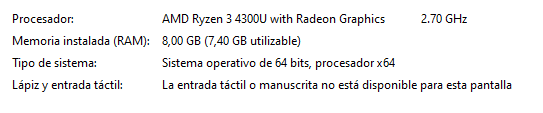 Procesador: AMD Ryzen 3 4300U with Radeon Graphics 2.70 GHz
Memoria instalada (RAM): 8,00 GB (7,40 GB utilizable)
Tipo de sistema: Sistema operativo de 64 bits, procesador x64
Lápiz y entrada táctil: La entrada táctil o manuscrita no está disponible para esta pantalla